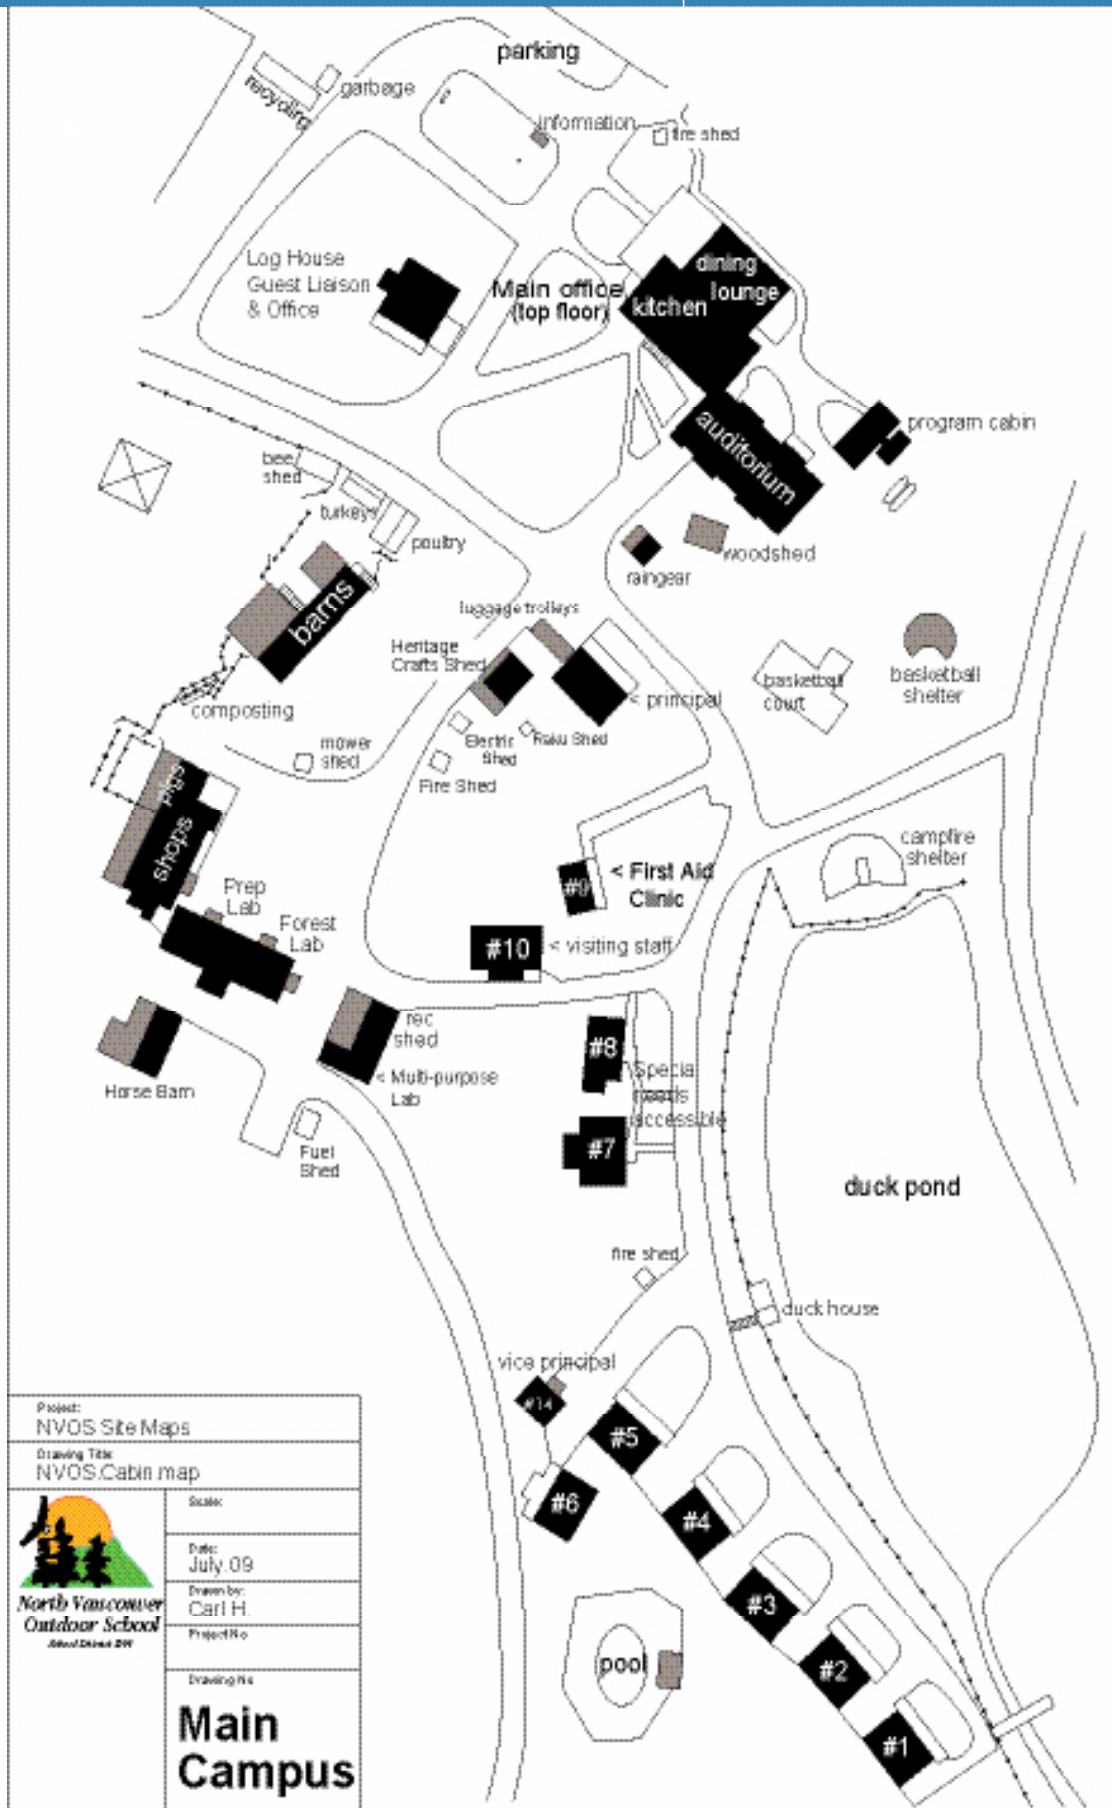 parking
garbage
recycling
information
fire shed
Log House
Guest Liaison
& Office
Main office
(top floor)
dining
lounge
kitchen
auditorium
program cabin
bee
shed
turkeys
poultry
woodshed
raingear
barns
luggage trolleys
Heritage
Crafts Shed
< principal
basketball
court
basketball
shelter
composting
mower
shed
Electric
Shed
Raku Shed
Fire Shed
pigs
shops
campfire
shelter
#9
< First Aid
Clinic
Prep
Lab
Forest
Lab
#10
< visiting staff
rec
shed
#8
Special
needs
accessible
< Multi-purpose
Lab
Horse Barn
Fuel
Shed
#7
duck pond
fire shed
duck house
vice principal
#14
#5
#6
#4
#3
#2
#1
pool
Project:
NVOS Site Maps
Drawing Title:
NVOS.Cabin.map
Scale:
Date:
July.09
Drawn by:
Carl H.
Project No
Drawing No
North Vancouver
Outdoor School
Main
Campus